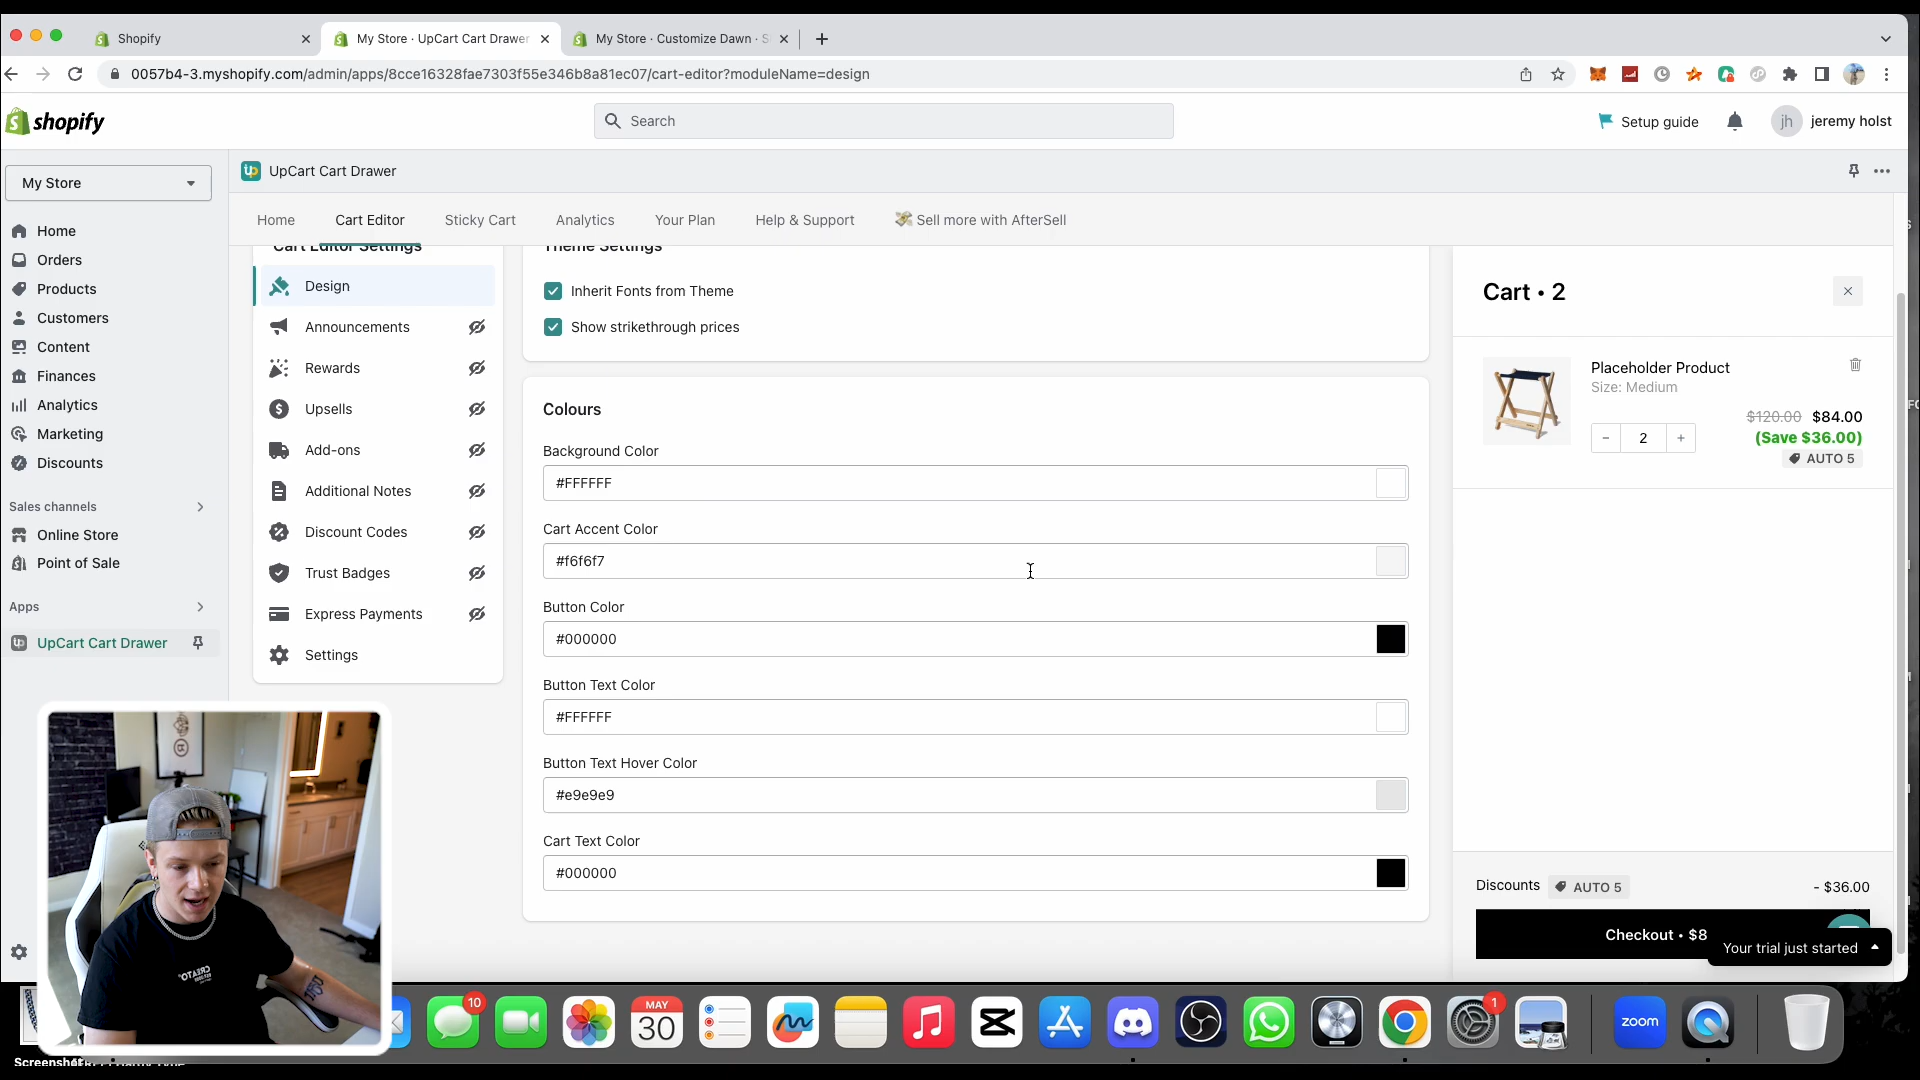 Shopify
My Store · UpCart Cart Drawer
My Store · Customize Dawn · S
0057b4-3.myshopify.com/admin/apps/8cce16328fae7303f55e346b8a81ec07/cart-editor?moduleName=design
shopify
Search
Setup guide
jh
jeremy holst
My Store
Home
Orders
Products
Customers
Content
Finances
Analytics
Marketing
Discounts
Sales channels
Online Store
Point of Sale
Apps
UpCart Cart Drawer
up
UpCart Cart Drawer
Home
Cart Editor
Sticky Cart
Analytics
Your Plan
Help & Support
Sell more with AfterSell
Cart Editor Settings
Design
Announcements
Rewards
Upsells
Add-ons
Additional Notes
Discount Codes
Trust Badges
Express Payments
Settings
Theme Settings
Inherit Fonts from Theme
Show strikethrough prices
Colours
Background Color
#FFFFFF
Cart Accent Color
#f6f6f7
Button Color
#000000
Button Text Color
#FFFFFF
Button Text Hover Color
#e9e9e9
Cart Text Color
#000000
Cart • 2
Placeholder Product
Size: Medium
$120.00 $84.00
− 2 +
(Save $36.00)
AUTO 5
Discounts AUTO 5 - $36.00
Checkout • $8
Your trial just started
10
MAY
30
1
zoom